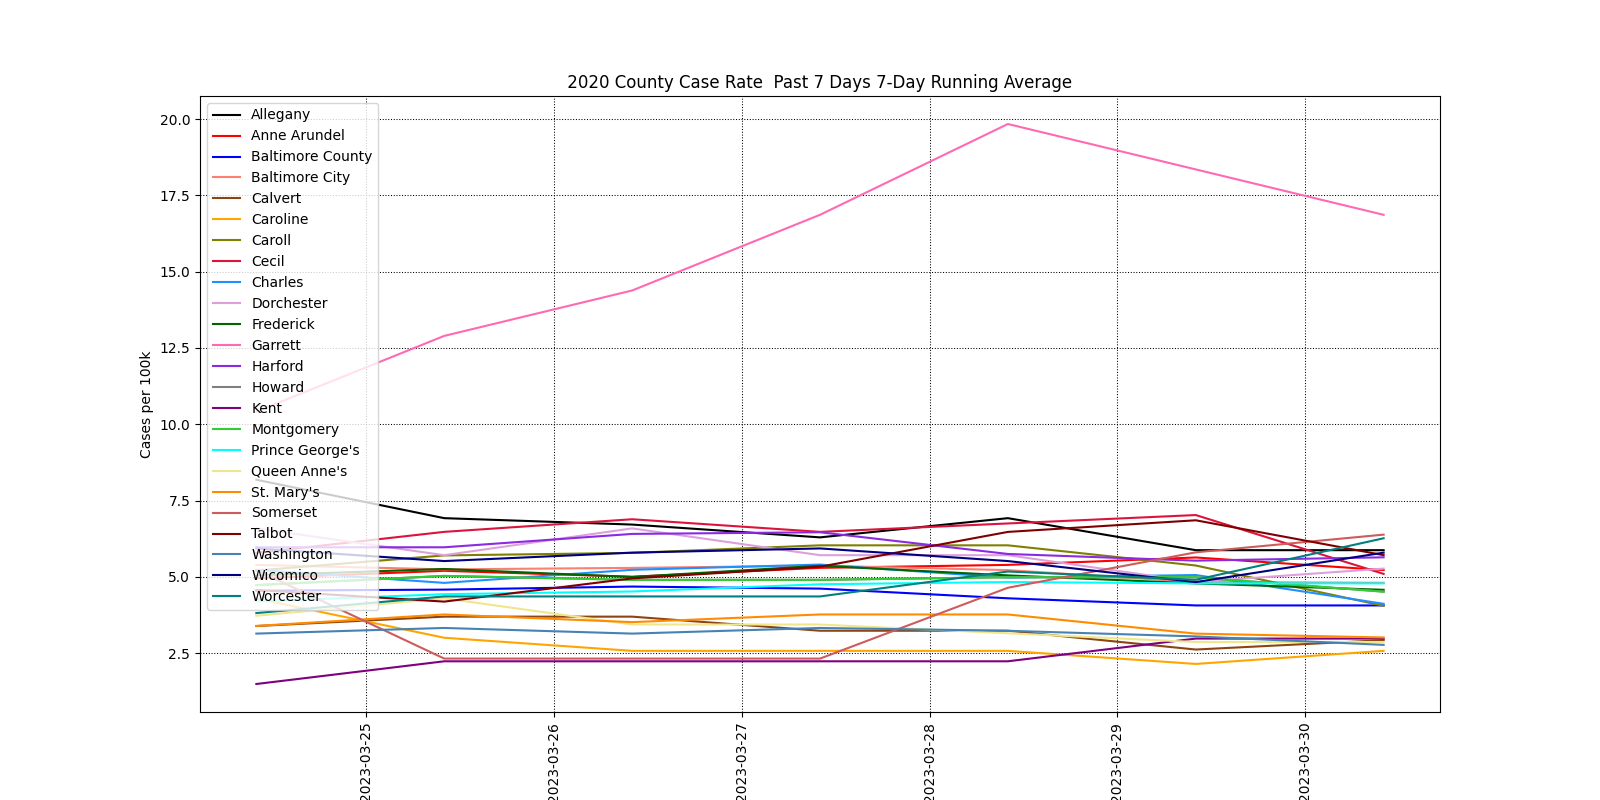 2020 County Case Rate  Past 7 Days 7-Day Running Average
Cases per 100k
20.0
17.5
15.0
12.5
10.0
7.5
5.0
2.5
Allegany
Anne Arundel
Baltimore County
Baltimore City
Calvert
Caroline
Caroll
Cecil
Charles
Dorchester
Frederick
Garrett
Harford
Howard
Kent
Montgomery
Prince George's
Queen Anne's
St. Mary's
Somerset
Talbot
Washington
Wicomico
Worcester
2023-03-25
2023-03-26
2023-03-27
2023-03-28
2023-03-29
2023-03-30